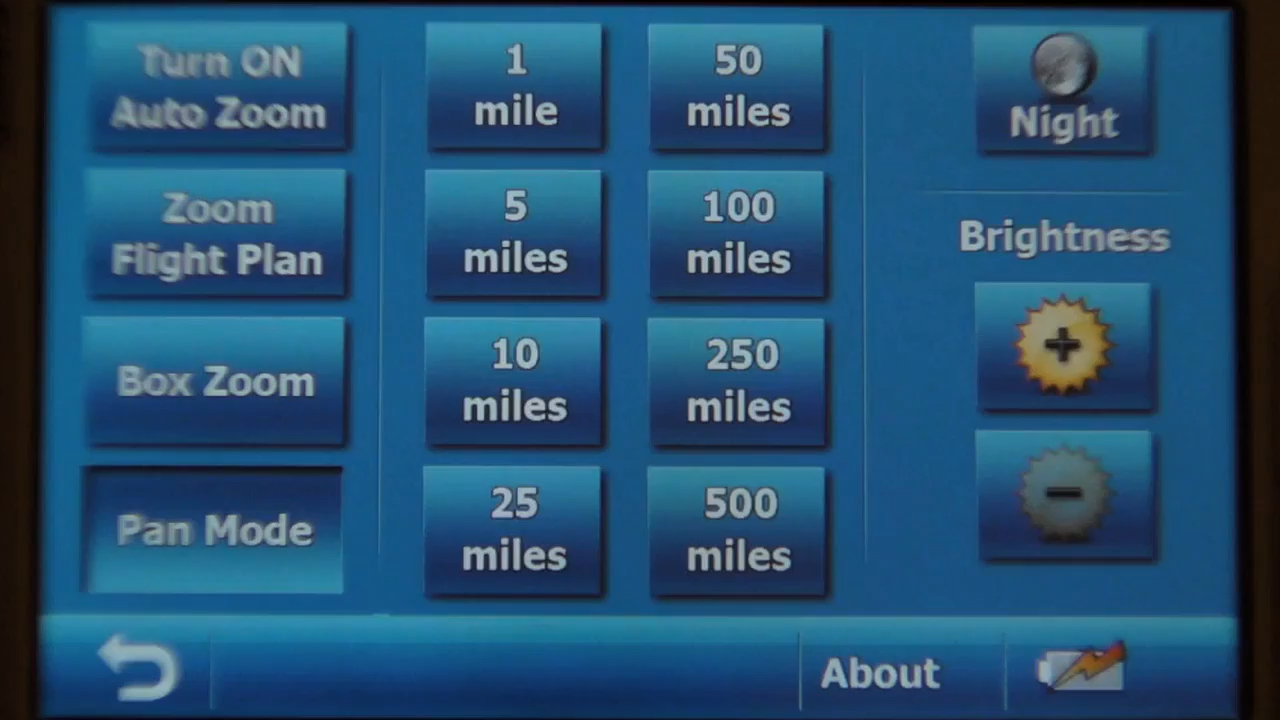 Turn ON
Auto Zoom
1
mile
50
miles
Night
Zoom
Flight Plan
5
miles
100
miles
Brightness
+
-
Box Zoom
10
miles
250
miles
Pan Mode
25
miles
500
miles
About